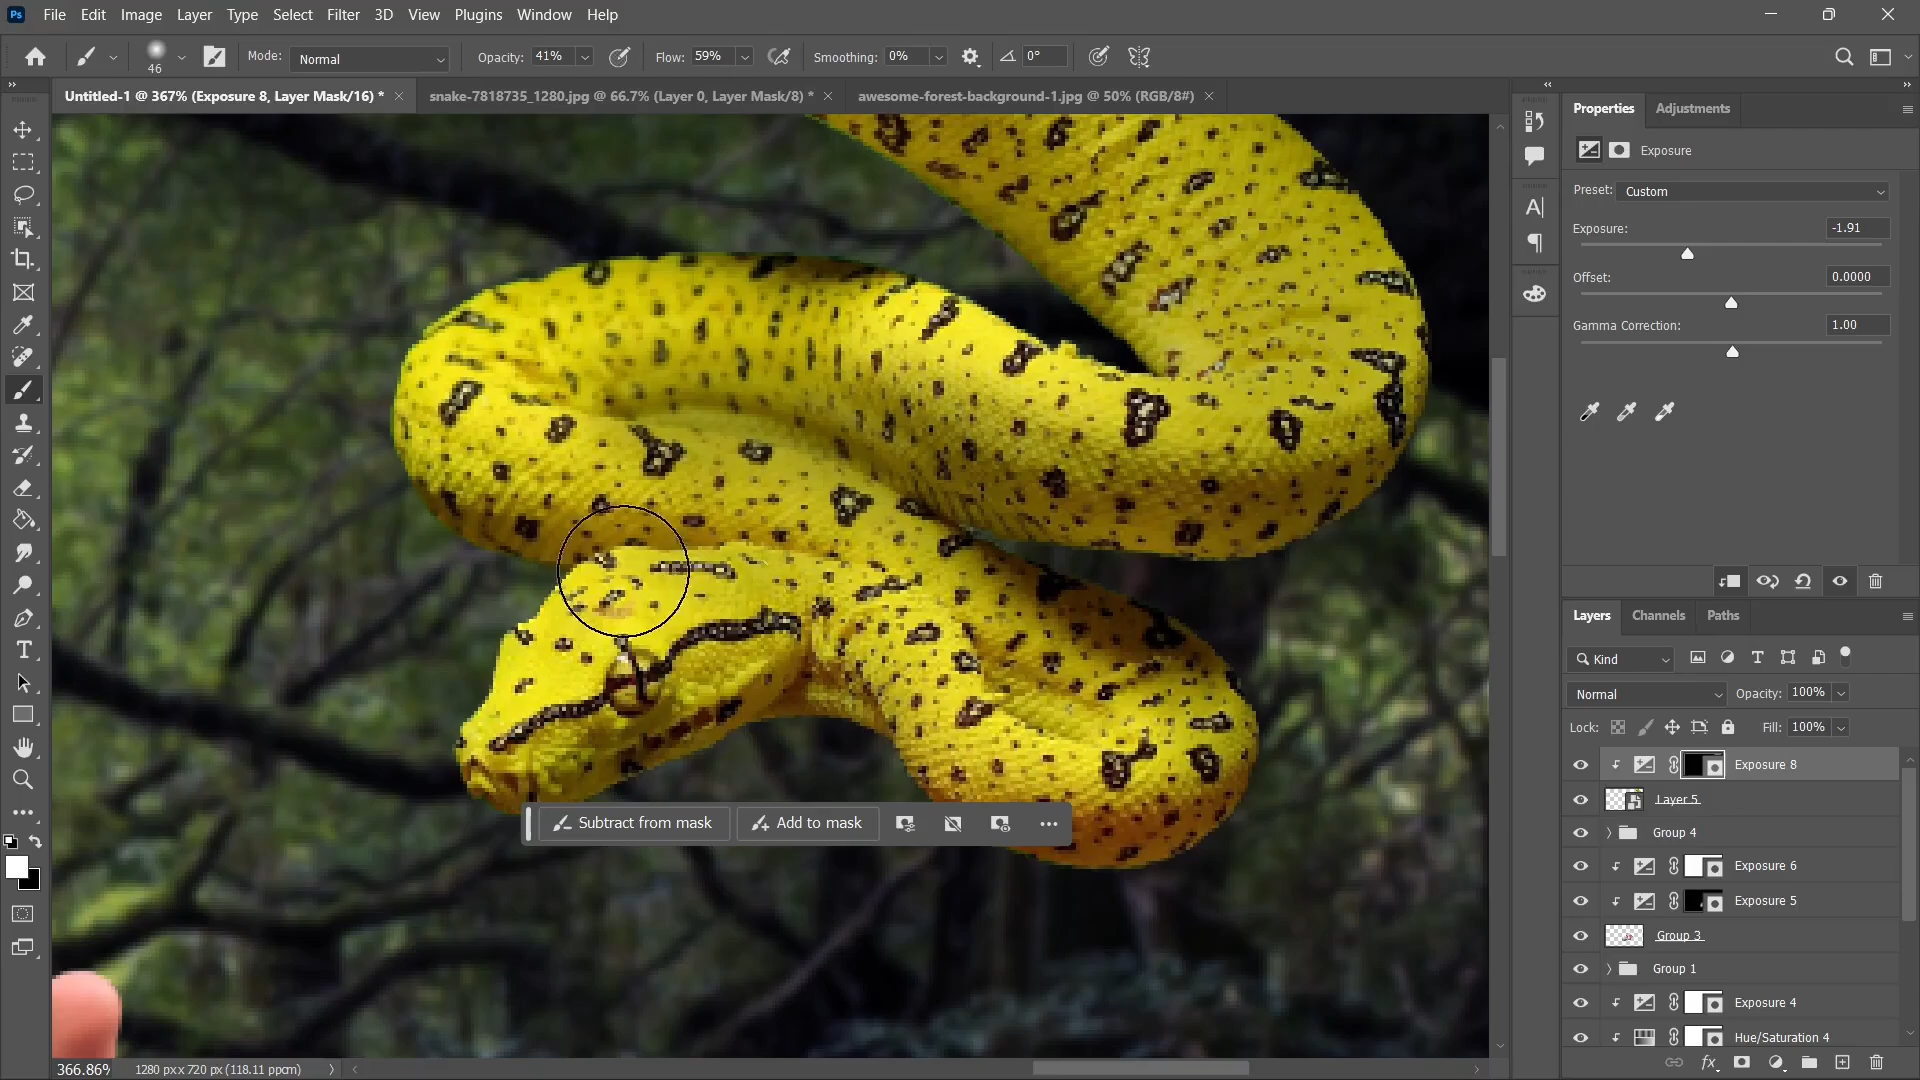 Ps File Edit Image Layer Type Select Filter 3D View Plugins Window Help
46 Mode: Normal Opacity: 41% Flow: 59% Smoothing: 0% 0°
Untitled-1 @ 367% (Exposure 8, Layer Mask/16) * snake-7818735_1280.jpg @ 66.7% (Layer 0, Layer Mask/8) * awesome-forest-background-1.jpg @ 50% (RGB/8#)
Properties Adjustments
Exposure
Preset: Custom
Exposure: -1.91
Offset: 0.0000
Gamma Correction: 1.00
Layers Channels Paths
Kind
Normal Opacity: 100%
Lock: Fill: 100%
Exposure 8
Layer 5
Group 4
Exposure 6
Exposure 5
Group 3
Group 1
Exposure 4
Hue/Saturation 4
Subtract from mask Add to mask
366.86% 1280 px x 720 px (118.11 ppcm)